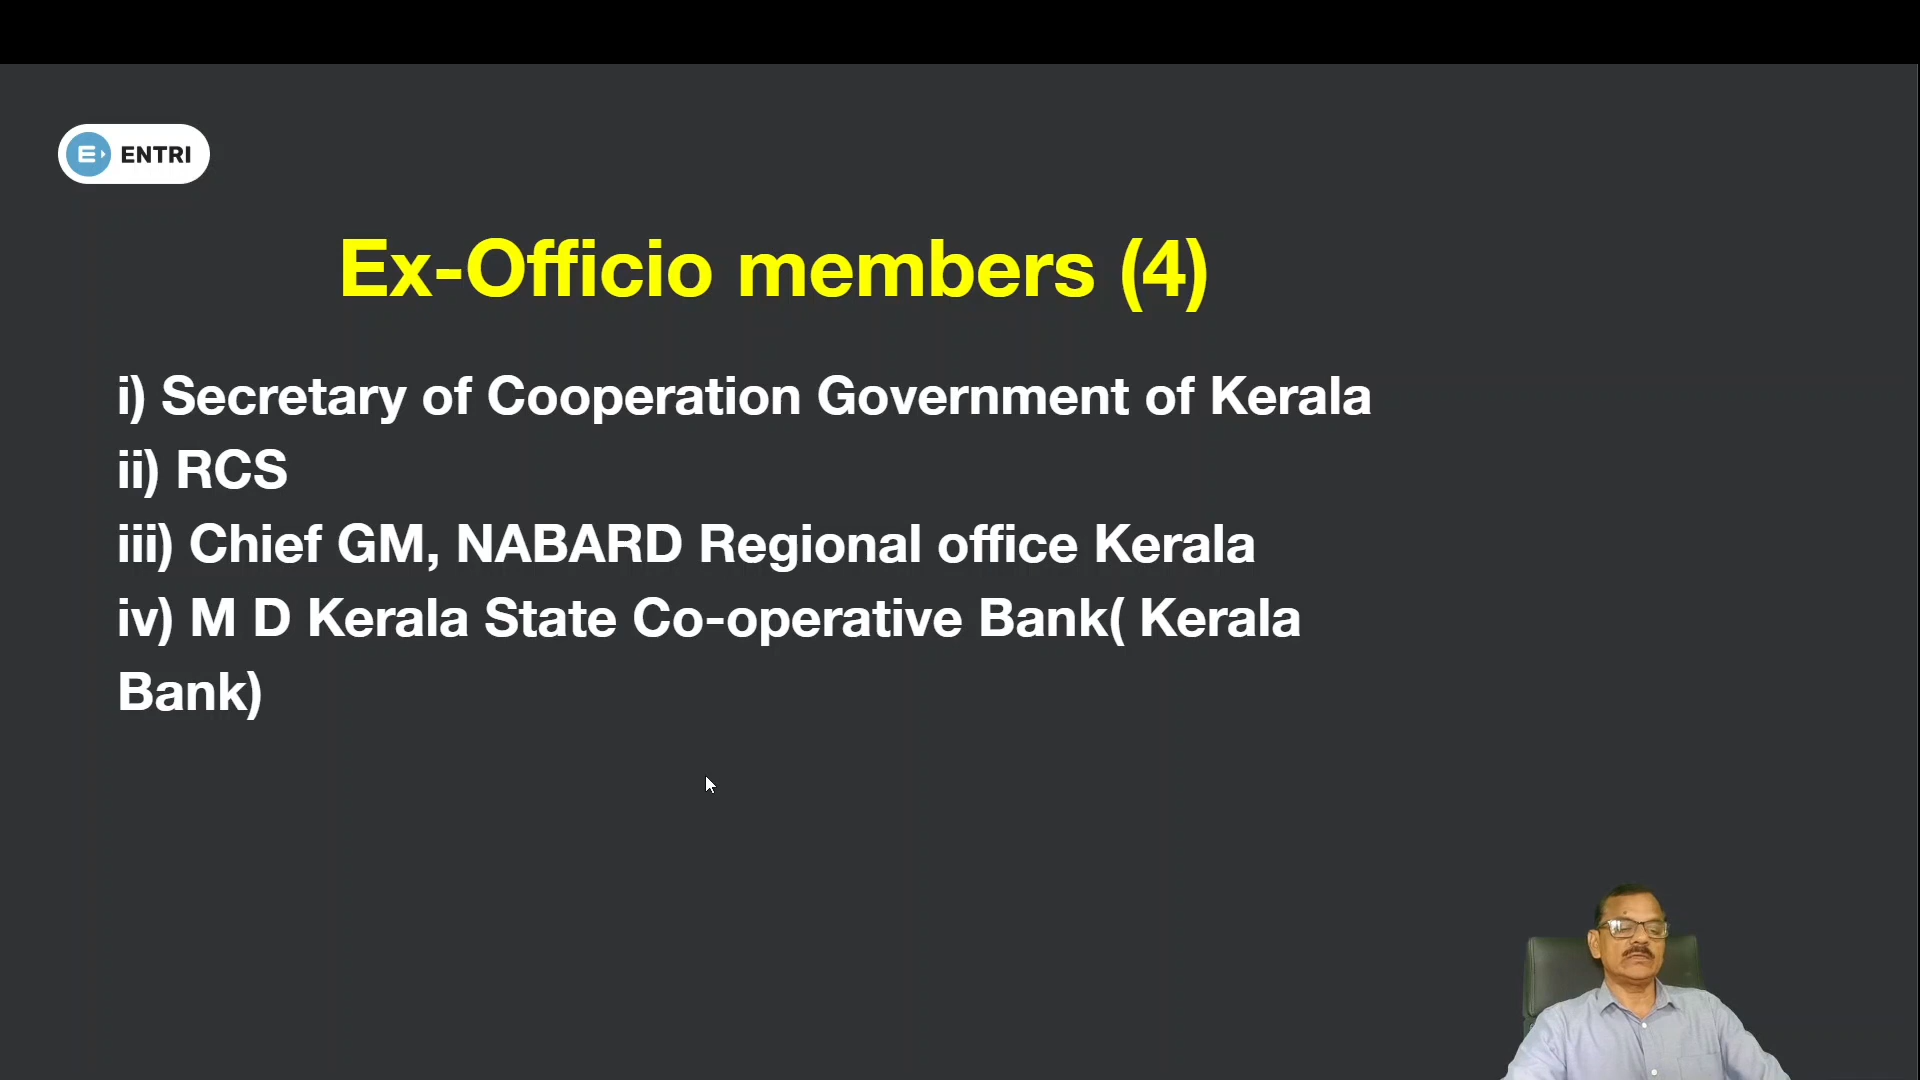 ENTRI
Ex-Officio members (4)
i) Secretary of Cooperation Government of Kerala
ii) RCS
iii) Chief GM, NABARD Regional office Kerala
iv) M D Kerala State Co-operative Bank( Kerala
Bank)